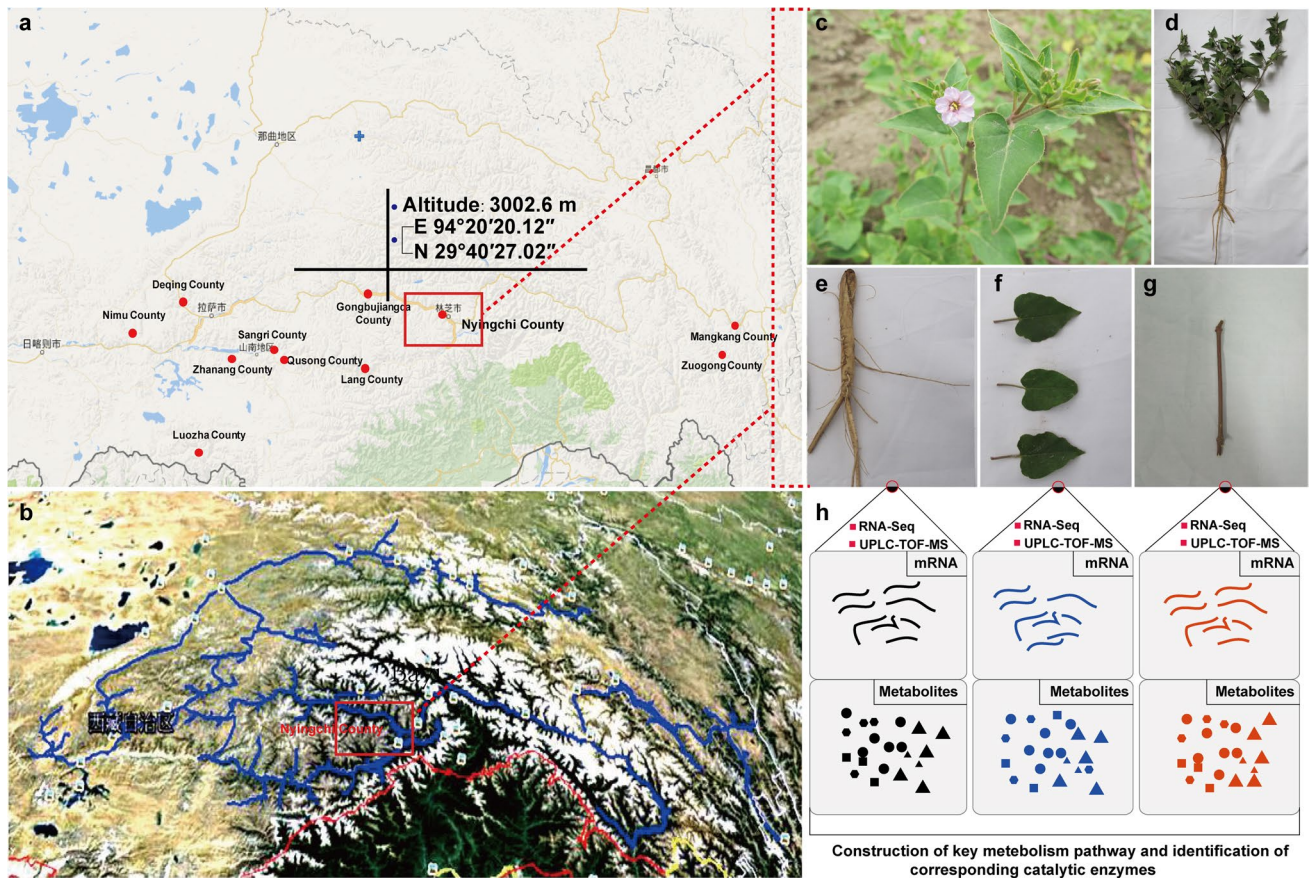 a
那曲地区
昌都市
Altitude: 3002.6 m
E 94°20′20.12″
N 29°40′27.02″
Deqing County
拉萨市
Nimu County
日喀则市
Sangri County
山南地区
Zhanang County
Qusong County
Gongbujiangda
County
林芝市
Nyingchi County
Lang County
Mangkang County
Zuogong County
Luozha County
b
西藏自治区
Nyingchi County
c
d
e
f
g
h
RNA-Seq
UPLC-TOF-MS
mRNA
Metabolites
RNA-Seq
UPLC-TOF-MS
mRNA
Metabolites
RNA-Seq
UPLC-TOF-MS
mRNA
Metabolites
Construction of key metebolism pathway and identification of
corresponding catalytic enzymes